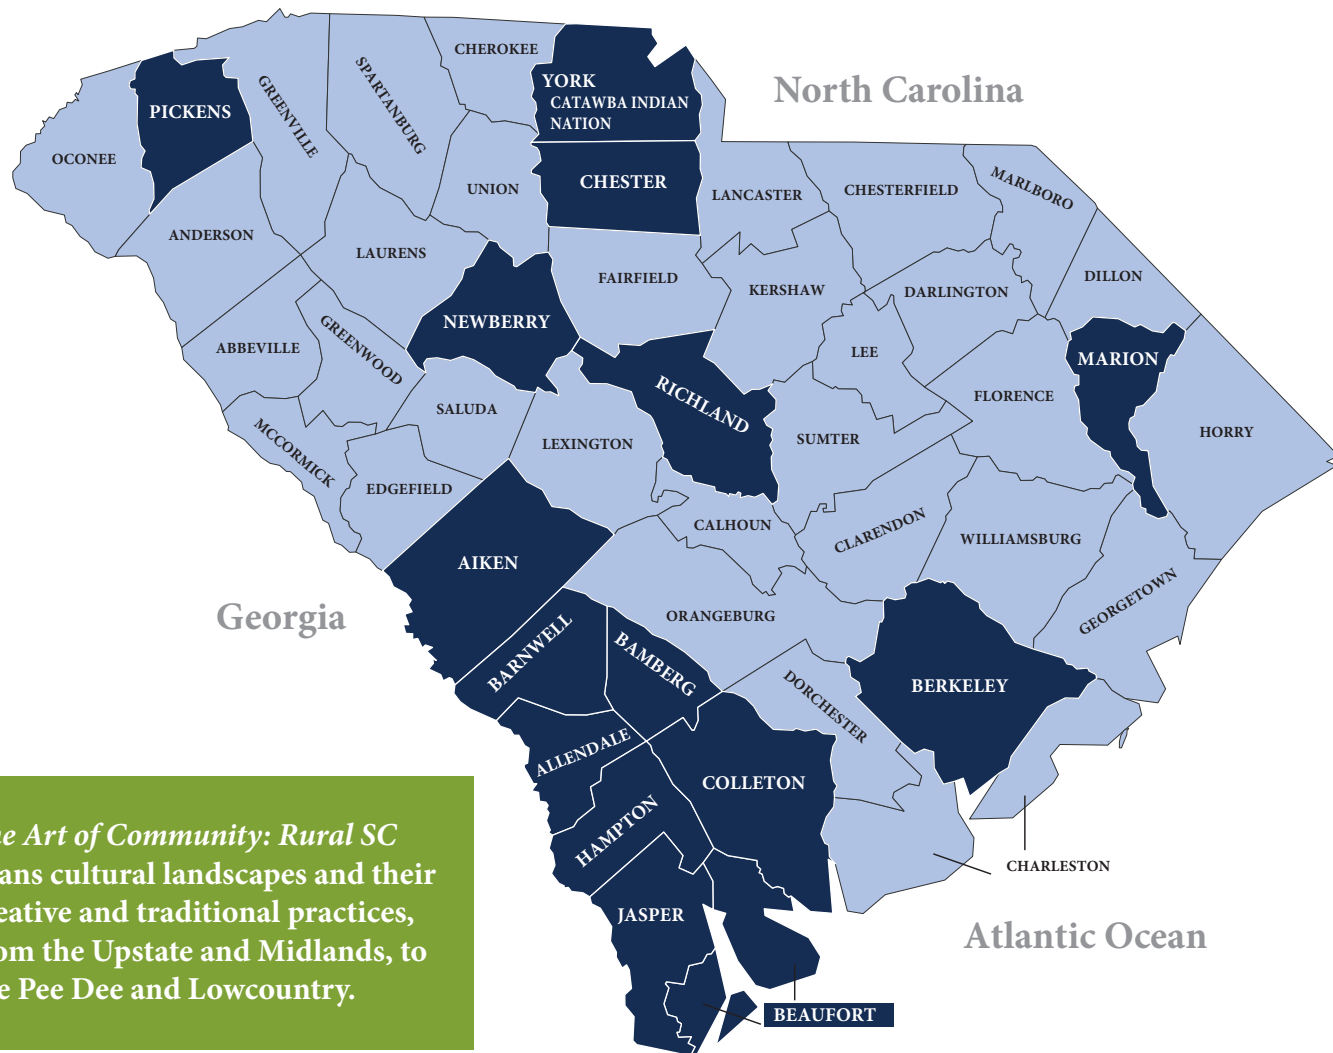 CHEROKEE
YORK
CATAWBA INDIAN
NATION
North Carolina
PICKENS
GREENVILLE
SPARTANBURG
OCONEE
UNION
CHESTER
LANCASTER
CHESTERFIELD
MARLBORO
ANDERSON
LAURENS
FAIRFIELD
KERSHAW
DARLINGTON
DILLON
NEWBERRY
ABBEVILLE
GREENWOOD
LEE
MARION
RICHLAND
FLORENCE
SALUDA
HORRY
MCCORMICK
LEXINGTON
SUMTER
EDGEFIELD
CALHOUN
CLARENDON
WILLIAMSBURG
AIKEN
Georgia
ORANGEBURG
GEORGETOWN
BARNWELL
BAMBERG
BERKELEY
DORCHESTER
ALLENDALE
COLLETON
HAMPTON
CHARLESTON
JASPER
Atlantic Ocean
BEAUFORT
he Art of Community: Rural SC
ans cultural landscapes and their
eative and traditional practices,
om the Upstate and Midlands, to
e Pee Dee and Lowcountry.